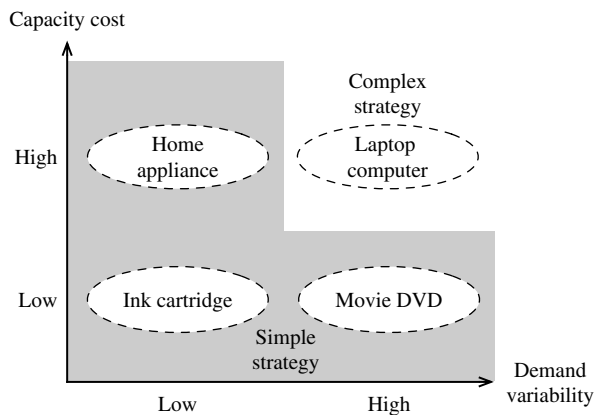 Capacity cost
Complex
strategy
High
Home
appliance
Laptop
computer
Low
Ink cartridge
Movie DVD
Simple
strategy
Demand
variability
Low
High